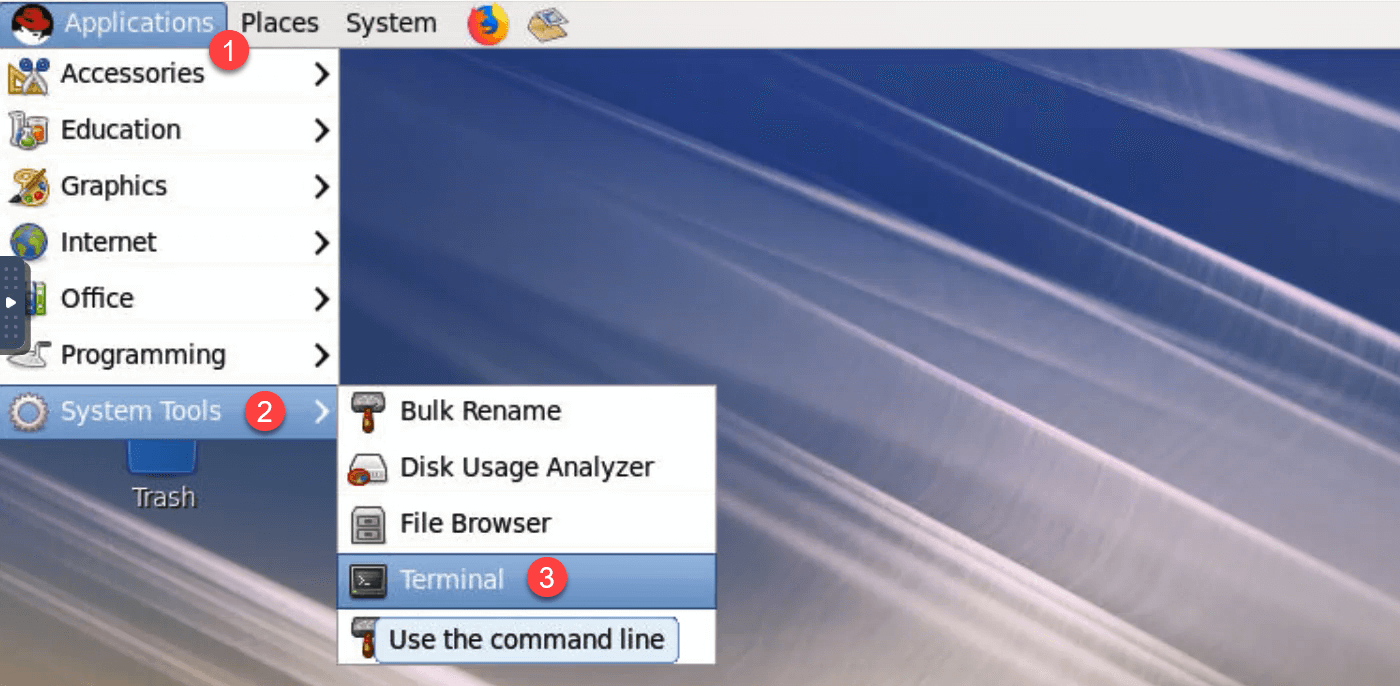 Applications Places System
1
Accessories
Education
Graphics
Internet
Office
Programming
System Tools 2
Bulk Rename
Trash
Disk Usage Analyzer
File Browser
Terminal 3
Use the command line